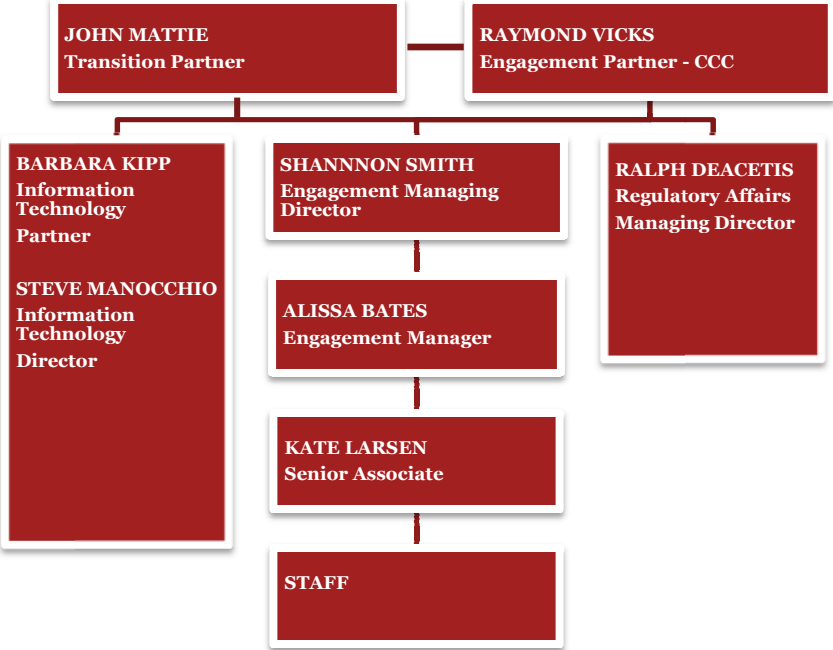 JOHN MATTIE
Transition Partner
RAYMOND VICKS
Engagement Partner - CCC
BARBARA KIPP
Information
Technology
Partner
STEVE MANOCCHIO
Information
Technology
Director
SHANNNON SMITH
Engagement Managing
Director
ALISSA BATES
Engagement Manager
KATE LARSEN
Senior Associate
STAFF
RALPH DEACETIS
Regulatory Affairs
Managing Director